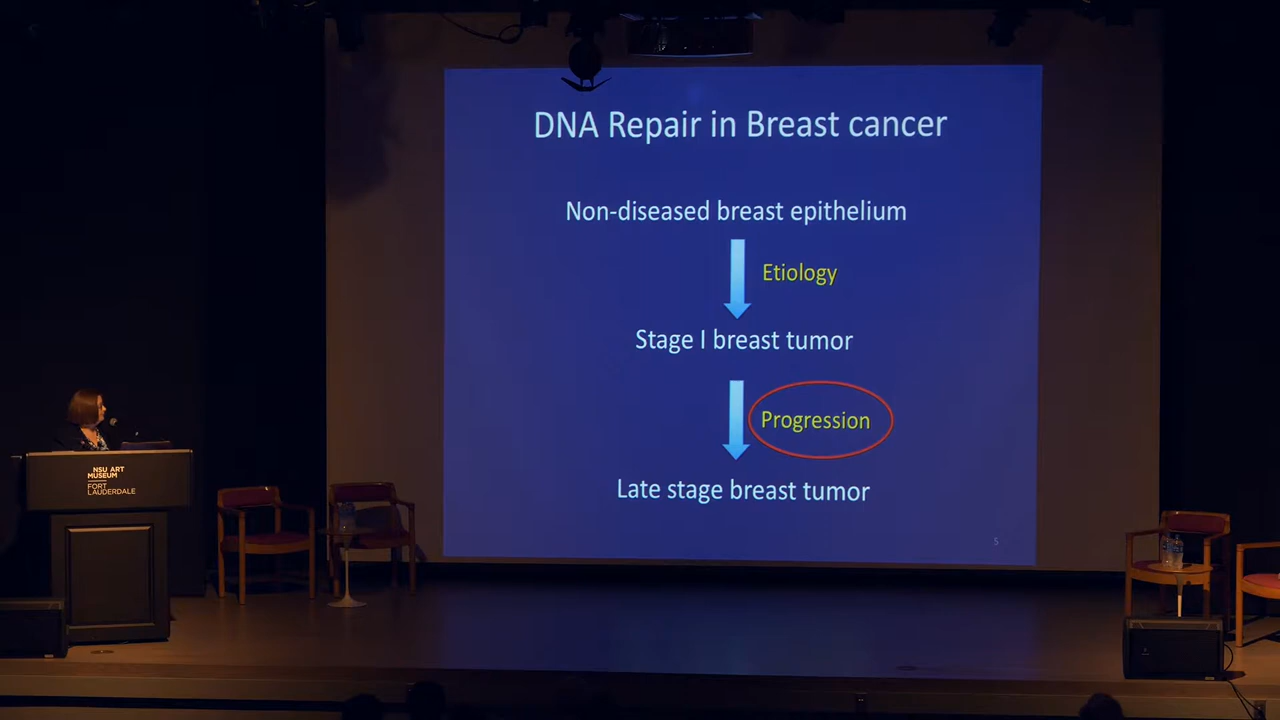 DNA Repair in Breast cancer
Non-diseased breast epithelium
Etiology
Stage I breast tumor
Progression
Late stage breast tumor
5
NSU ART
MUSEUM
FORT
LAUDERDALE